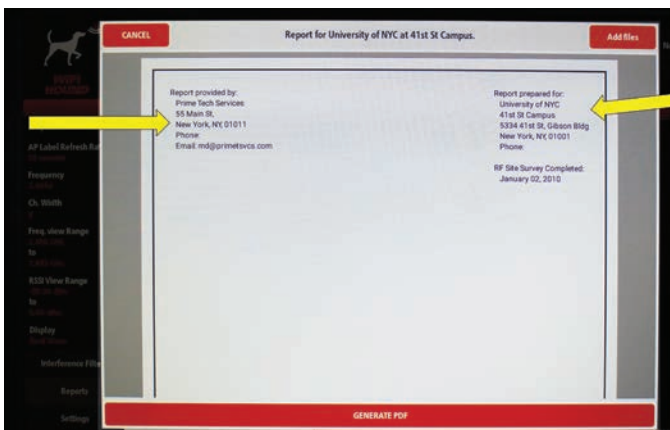 CANCEL
Report for University of NYC at 41st St Campus.
Add files
WIFI
HOUND
Report provided by:
Prime Tech Services
55 Main St,
New York, NY, 01011
Phone:
Email: md@primetsvcs.com
Report prepared for:
University of NYC
41st St Campus
5334 41st St, Gibson Bldg
New York, NY, 01001
Phone:
RF Site Survey Completed:
January 02, 2010
AP Label Refresh Ra
Frequency
Ch. Width
Freq. view Range
to
RSSI View Range
to
Display
Interference Filte
Reports
Settings
GENERATE PDF